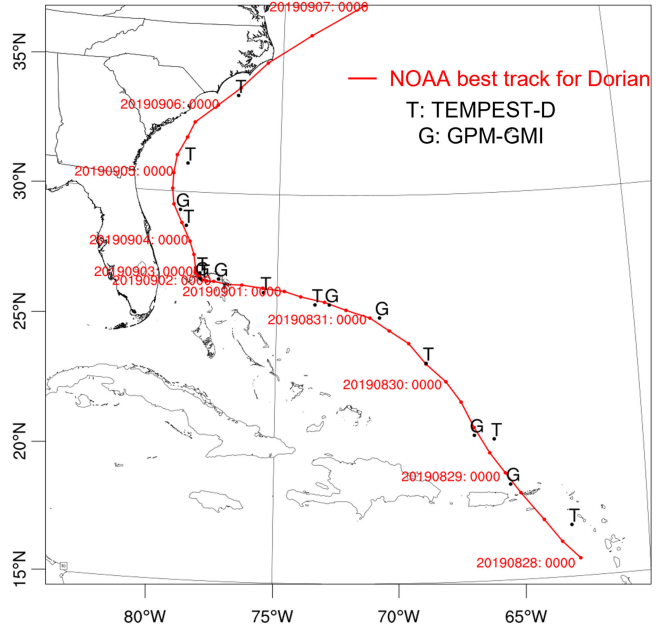 20190907: 0000
35°N
NOAA best track for Dorian
T: TEMPEST-D
G: GPM-GMI
T
20190906: 0000
T
20190905: 0000
30°N
G
T
20190904: 0000
T
G
G
20190903: 0000
20190902: 0000
T
20190901: 0000
T
G
G
25°N
20190831: 0000
T
20190830: 0000
G
T
20°N
G
20190829: 0000
T
20190828: 0000
15°N
80°W
75°W
70°W
65°W